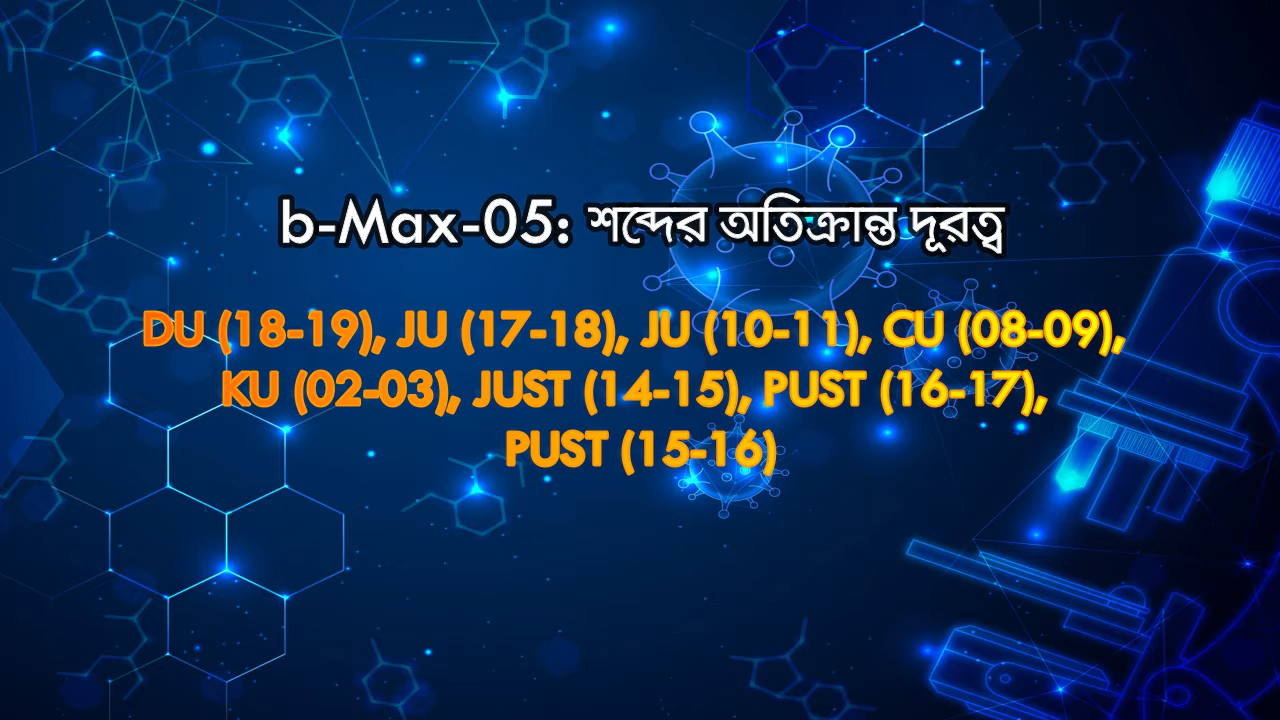 b-Max-05: শব্দের অতিক্রান্ত দূরত্ব
DU (18-19), JU (17-18), JU (10-11), CU (08-09),
KU (02-03), JUST (14-15), PUST (16-17),
PUST (15-16)